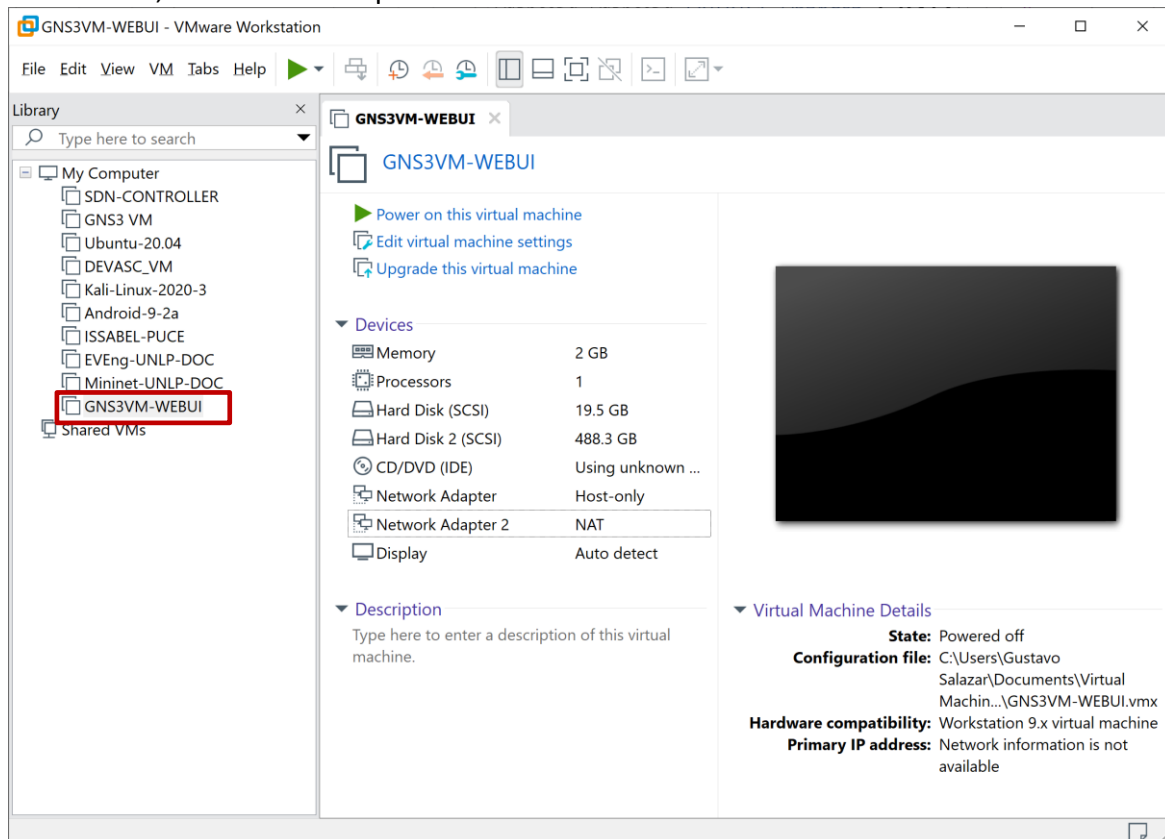 GNS3VM-WEBUI - VMware Workstation
File Edit View VM Tabs Help
Library
Type here to search
My Computer
SDN-CONTROLLER
GNS3 VM
Ubuntu-20.04
DEVASC_VM
Kali-Linux-2020-3
Android-9-2a
ISSABEL-PUCE
EVEng-UNLP-DOC
Mininet-UNLP-DOC
GNS3VM-WEBUI
Shared VMs
GNS3VM-WEBUI
GNS3VM-WEBUI
Power on this virtual machine
Edit virtual machine settings
Upgrade this virtual machine
Devices
Memory 2 GB
Processors 1
Hard Disk (SCSI) 19.5 GB
Hard Disk 2 (SCSI) 488.3 GB
CD/DVD (IDE) Using unknown ...
Network Adapter Host-only
Network Adapter 2 NAT
Display Auto detect
Description
Type here to enter a description of this virtual
machine.
Virtual Machine Details
State: Powered off
Configuration file: C:\Users\Gustavo
Salazar\Documents\Virtual
Machin...\GNS3VM-WEBUI.vmx
Hardware compatibility: Workstation 9.x virtual machine
Primary IP address: Network information is not
available